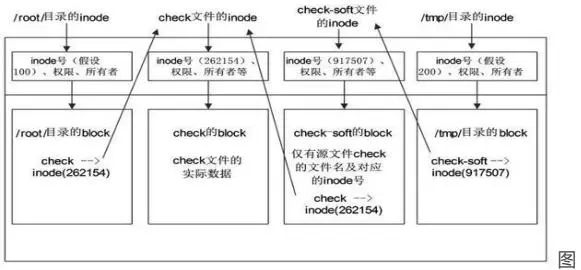 /root/目录的inode
check文件的inode
check-soft文件
的inode
/tmp/目录的inode
inode号（假设
100）、权限、所有者
inode号（262154）、
权限、所有者等
inode号（917507）、
权限、所有者等
inode号（假设
200）、权限、所有者
/root/目录的block
check -->
inode(262154)
check的block
check文件的
实际数据
check-soft的block
仅有源文件check
的文件名及对应
的inode号
check -->
inode(262154)
/tmp/目录的block
check-soft -->
inode(917507)
图